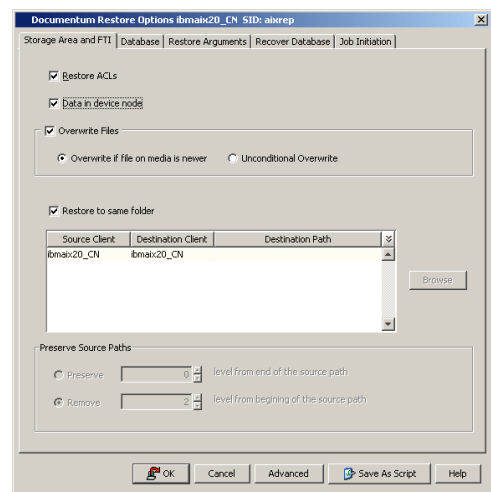 Documentum Restore Options ibmaix20_CN SID: aixrep
Storage Area and FTI Database Restore Arguments Recover Database Job Initiation
Restore ACLs
Data in device node
Overwrite Files
Overwrite if file on media is newer Unconditional Overwrite
Restore to same folder
Source Client Destination Client Destination Path
ibmaix20_CN ibmaix20_CN
Browse
Preserve Source Paths
Preserve 0 level from end of the source path
Remove 2 level from begining of the source path
OK Cancel Advanced Save As Script Help